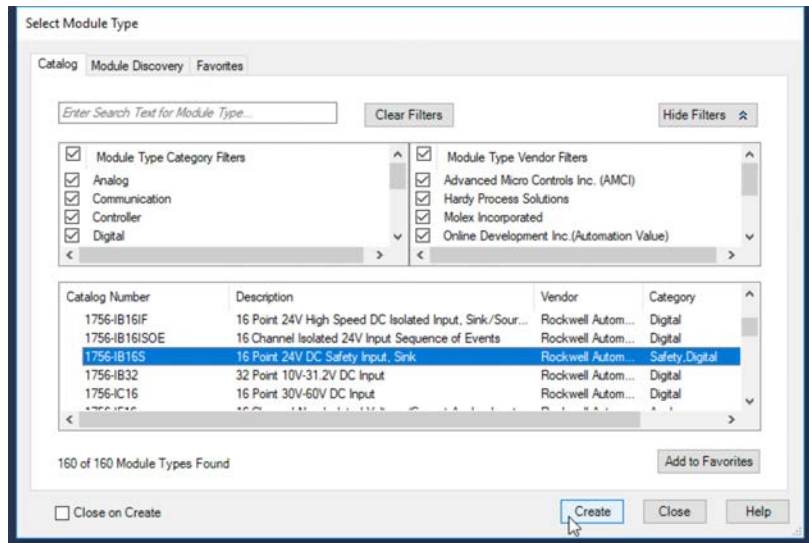 Select Module Type
Catalog Module Discovery Favorites
Enter Search Text for Module Type... Clear Filters Hide Filters
Module Type Category Filters Module Type Vendor Filters
Analog Advanced Micro Controls Inc. (AMCI)
Communication Hardy Process Solutions
Controller Molex Incorporated
Digital Online Development Inc.(Automation Value)
Catalog Number Description Vendor Category
1756-IB16IF 16 Point 24V High Speed DC Isolated Input, Sink/Sour... Rockwell Autom... Digital
1756-IB16ISOE 16 Channel Isolated 24V Input Sequence of Events Rockwell Autom... Digital
1756-IB16S 16 Point 24V DC Safety Input, Sink Rockwell Autom... Safety,Digital
1756-IB32 32 Point 10V-31.2V DC Input Rockwell Autom... Digital
1756-IC16 16 Point 30V-60V DC Input Rockwell Autom... Digital
160 of 160 Module Types Found Add to Favorites
Close on Create Create Close Help